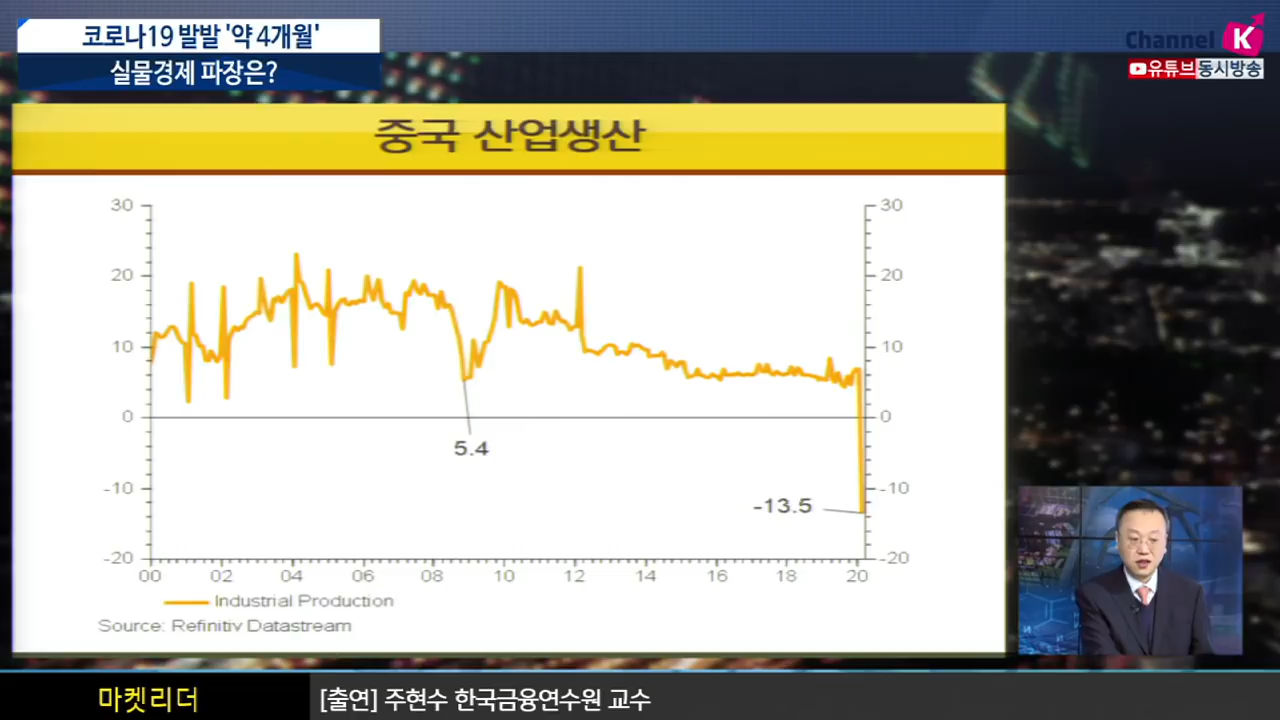 코로나19 발발 '약 4개월'
실물경제 파장은?
Channel K
유튜브 동시방송
중국 산업생산
30 30
20 20
10 10
0 0
-10 -10
-20 -20
5.4
-13.5
00 02 04 06 08 10 12 14 16 18 20
Industrial Production
Source: Refinitiv Datastream
마켓리더
[출연] 주현수 한국금융연수원 교수